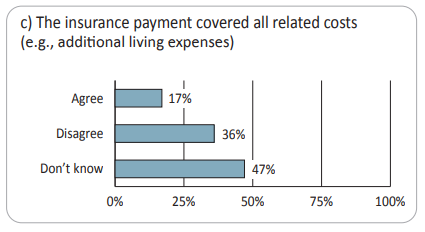 c) The insurance payment covered all related costs
(e.g., additional living expenses)
Agree 17%
Disagree 36%
Don't know 47%
0% 25% 50% 75% 100%